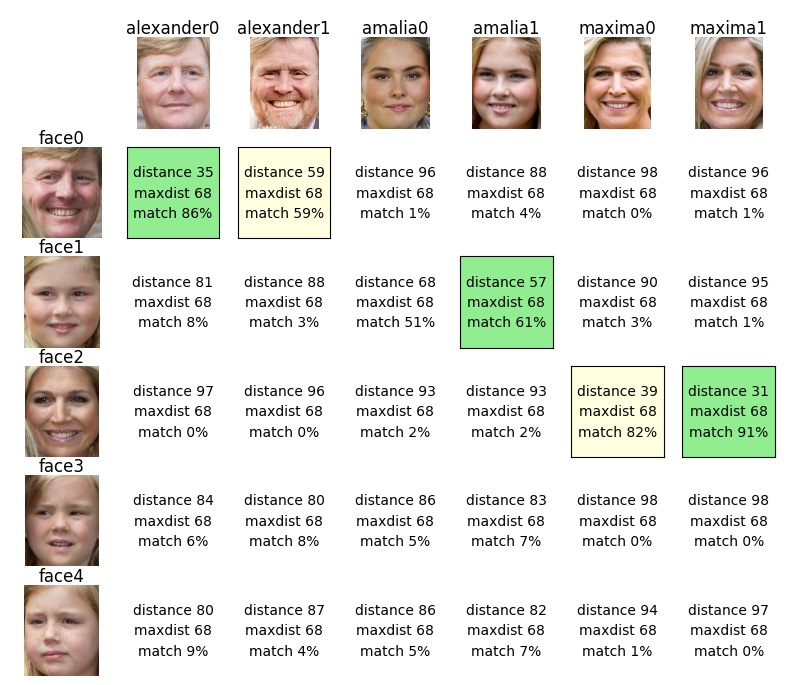 alexander0 alexander1 amalia0 amalia1 maxima0 maxima1
face0
distance 35 distance 59 distance 96 distance 88 distance 98 distance 96
maxdist 68 maxdist 68 maxdist 68 maxdist 68 maxdist 68 maxdist 68
match 86% match 59% match 1% match 4% match 0% match 1%
face1
distance 81 distance 88 distance 68 distance 57 distance 90 distance 95
maxdist 68 maxdist 68 maxdist 68 maxdist 68 maxdist 68 maxdist 68
match 8% match 3% match 51% match 61% match 3% match 1%
face2
distance 97 distance 96 distance 93 distance 93 distance 39 distance 31
maxdist 68 maxdist 68 maxdist 68 maxdist 68 maxdist 68 maxdist 68
match 0% match 0% match 2% match 2% match 82% match 91%
face3
distance 84 distance 80 distance 86 distance 83 distance 98 distance 98
maxdist 68 maxdist 68 maxdist 68 maxdist 68 maxdist 68 maxdist 68
match 6% match 8% match 5% match 7% match 0% match 0%
face4
distance 80 distance 87 distance 86 distance 82 distance 94 distance 97
maxdist 68 maxdist 68 maxdist 68 maxdist 68 maxdist 68 maxdist 68
match 9% match 4% match 5% match 7% match 1% match 0%